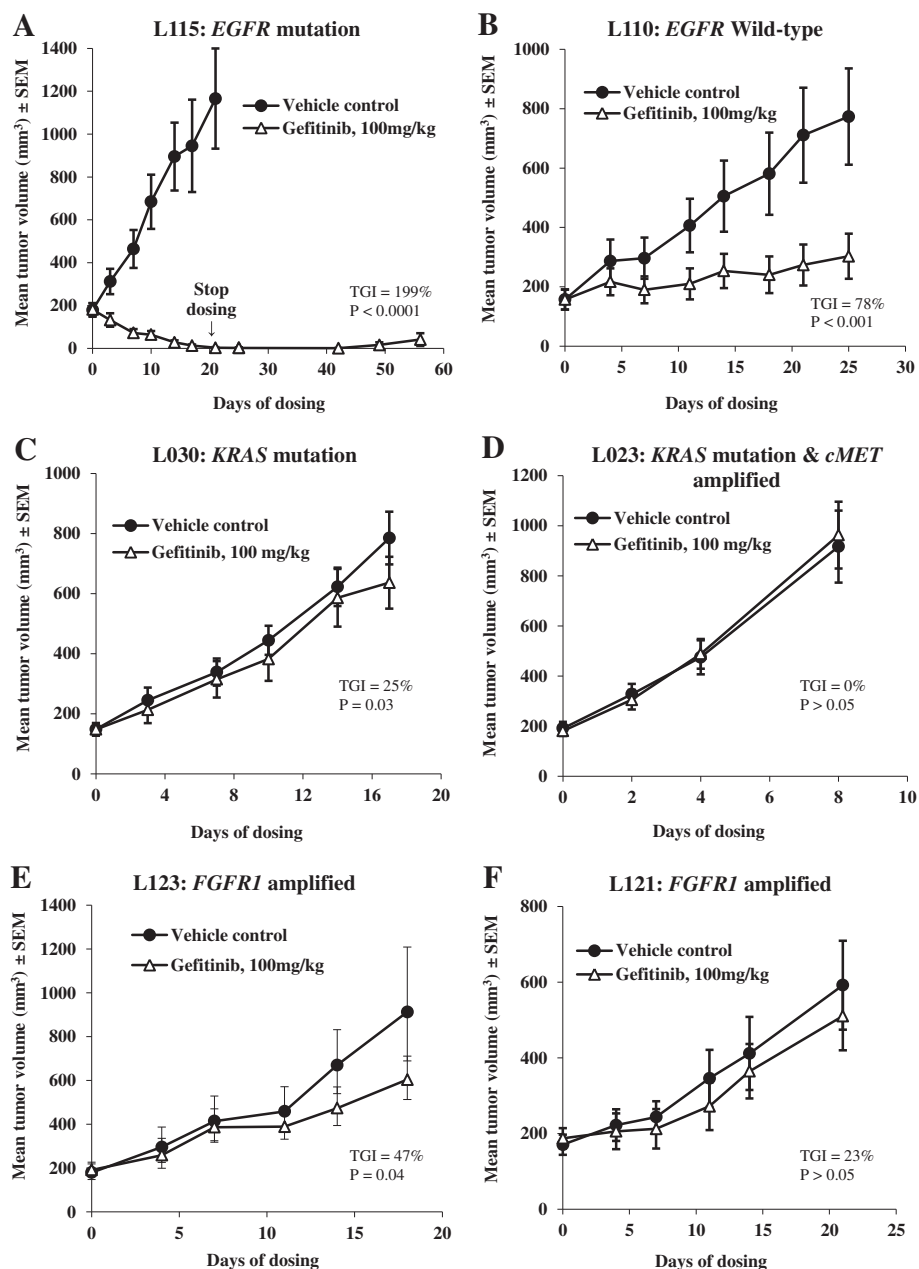 A
L115: EGFR mutation
Mean tumor volume (mm³) ± SEM
1400
1200
1000
800
600
400
200
0
Vehicle control
Gefitinib, 100mg/kg
Stop
dosing
↓
TGI = 199%
P < 0.0001
0 10 20 30 40 50 60
Days of dosing
B
L110: EGFR Wild-type
Mean tumor volume (mm³) ± SEM
1000
800
600
400
200
0
Vehicle control
Gefitinib, 100mg/kg
TGI = 78%
P < 0.001
0 5 10 15 20 25 30
Days of dosing
C
L030: KRAS mutation
Mean tumor volume (mm³) ± SEM
1000
800
600
400
200
0
Vehicle control
Gefitinib, 100 mg/kg
TGI = 25%
P = 0.03
0 4 8 12 16 20
Days of dosing
D
L023: KRAS mutation & cMET
amplified
Mean tumor volume (mm³) ± SEM
1200
1000
800
600
400
200
0
Vehicle control
Gefitinib, 100 mg/kg
TGI = 0%
P > 0.05
0 2 4 6 8 10
Days of dosing
E
L123: FGFR1 amplified
Mean tumor volume (mm³) ± SEM
1400
1200
1000
800
600
400
200
0
Vehicle control
Gefitinib, 100mg/kg
TGI = 47%
P = 0.04
0 5 10 15 20
Days of dosing
F
L121: FGFR1 amplified
Mean tumor volume (mm³) ± SEM
800
600
400
200
0
Vehicle control
Gefitinib, 100mg/kg
TGI = 23%
P > 0.05
0 5 10 15 20 25
Days of dosing